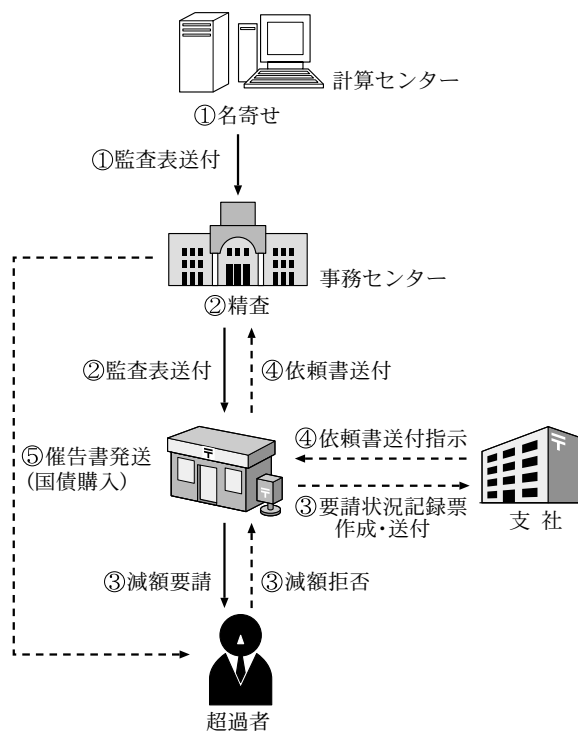 計算センター
①名寄せ
①監査表送付
事務センター
②精査
②監査表送付
④依頼書送付
⑤催告書発送
(国債購入)
④依頼書送付指示
③要請状況記録票
作成・送付
支社
③減額要請
③減額拒否
超過者